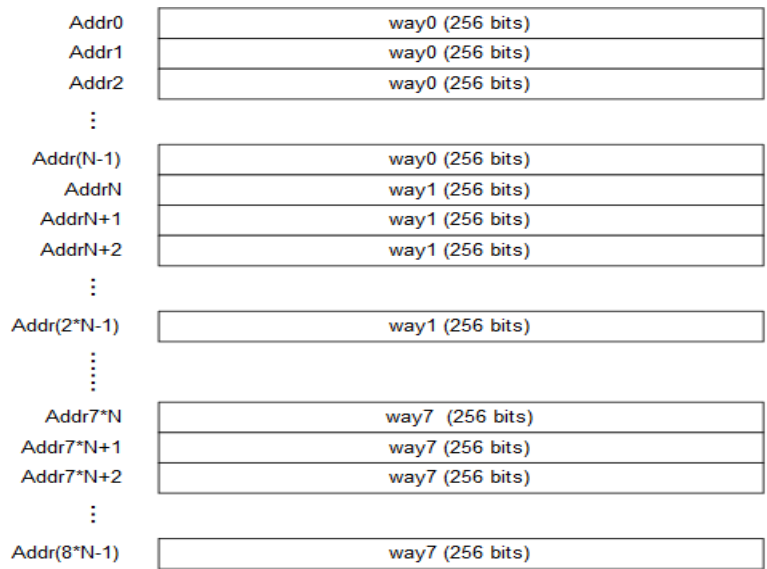 Addr0 way0 (256 bits)
Addr1 way0 (256 bits)
Addr2 way0 (256 bits)
⋮
Addr(N-1) way0 (256 bits)
AddrN way1 (256 bits)
AddrN+1 way1 (256 bits)
AddrN+2 way1 (256 bits)
⋮
Addr(2*N-1) way1 (256 bits)
⋮
Addr7*N way7 (256 bits)
Addr7*N+1 way7 (256 bits)
Addr7*N+2 way7 (256 bits)
⋮
Addr(8*N-1) way7 (256 bits)